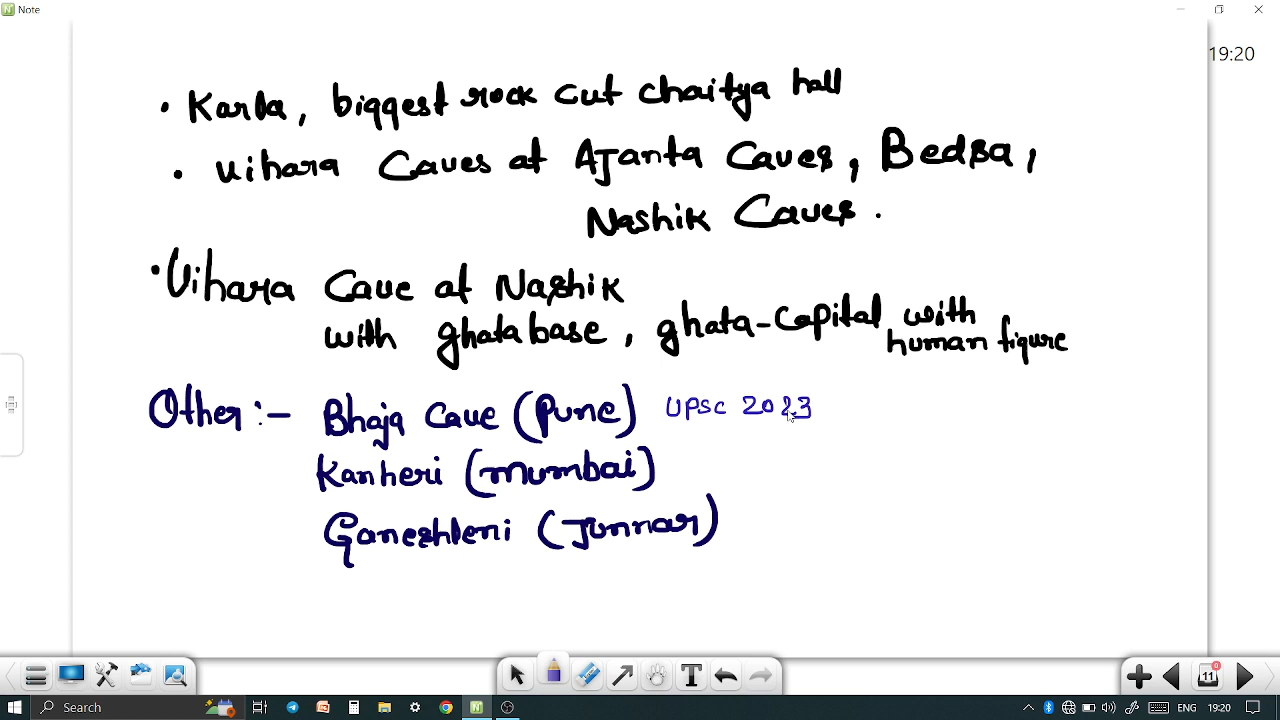 Note
19:20
• Karla, biggest rock cut chaitya hall
• Vihara Caves at Ajanta Caves, Bedsa,
Nashik Caves.
• Vihara Cave at Nashik
with ghata base, ghata-capital with
human figure
Other :- Bhaja Cave (Pune) UPSC 2023
Kanheri (Mumbai)
Ganeshleni (Junnar)
11
Search
ENG 19:20